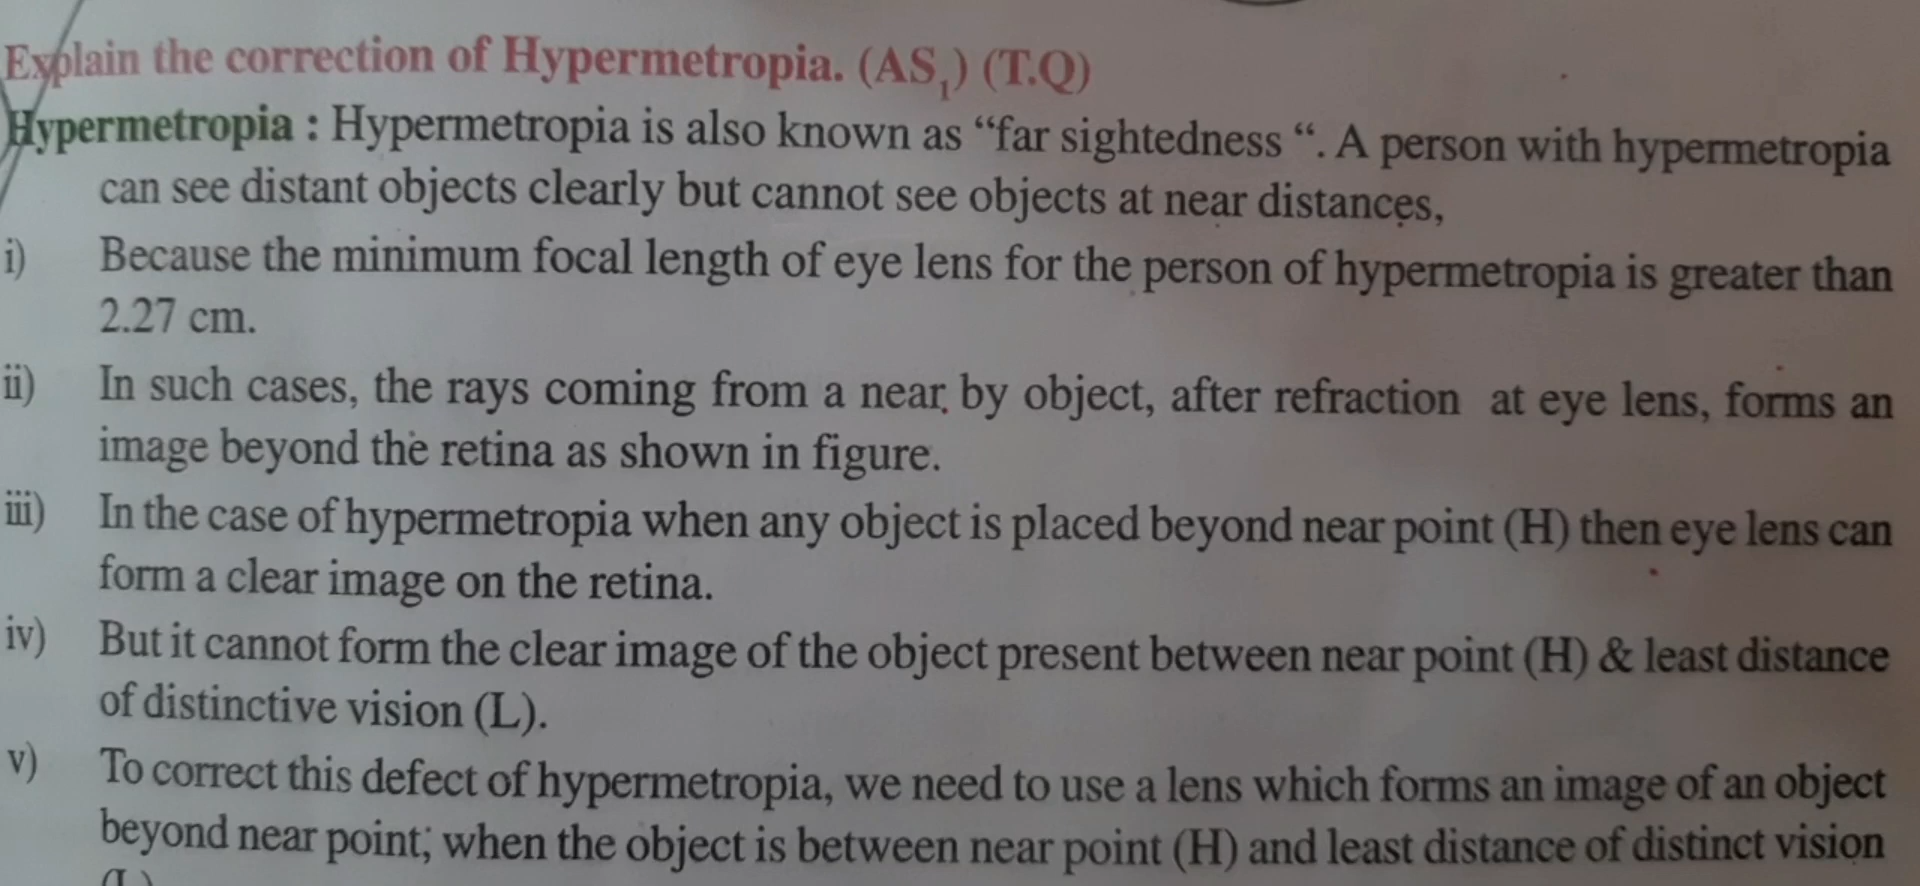 Explain the correction of Hypermetropia. (AS₁) (T.Q)
Hypermetropia : Hypermetropia is also known as “far sightedness “. A person with hypermetropia
can see distant objects clearly but cannot see objects at near distances,
i) Because the minimum focal length of eye lens for the person of hypermetropia is greater than
2.27 cm.
ii) In such cases, the rays coming from a near by object, after refraction at eye lens, forms an
image beyond the retina as shown in figure.
iii) In the case of hypermetropia when any object is placed beyond near point (H) then eye lens can
form a clear image on the retina.
iv) But it cannot form the clear image of the object present between near point (H) & least distance
of distinctive vision (L).
v) To correct this defect of hypermetropia, we need to use a lens which forms an image of an object
beyond near point; when the object is between near point (H) and least distance of distinct vision